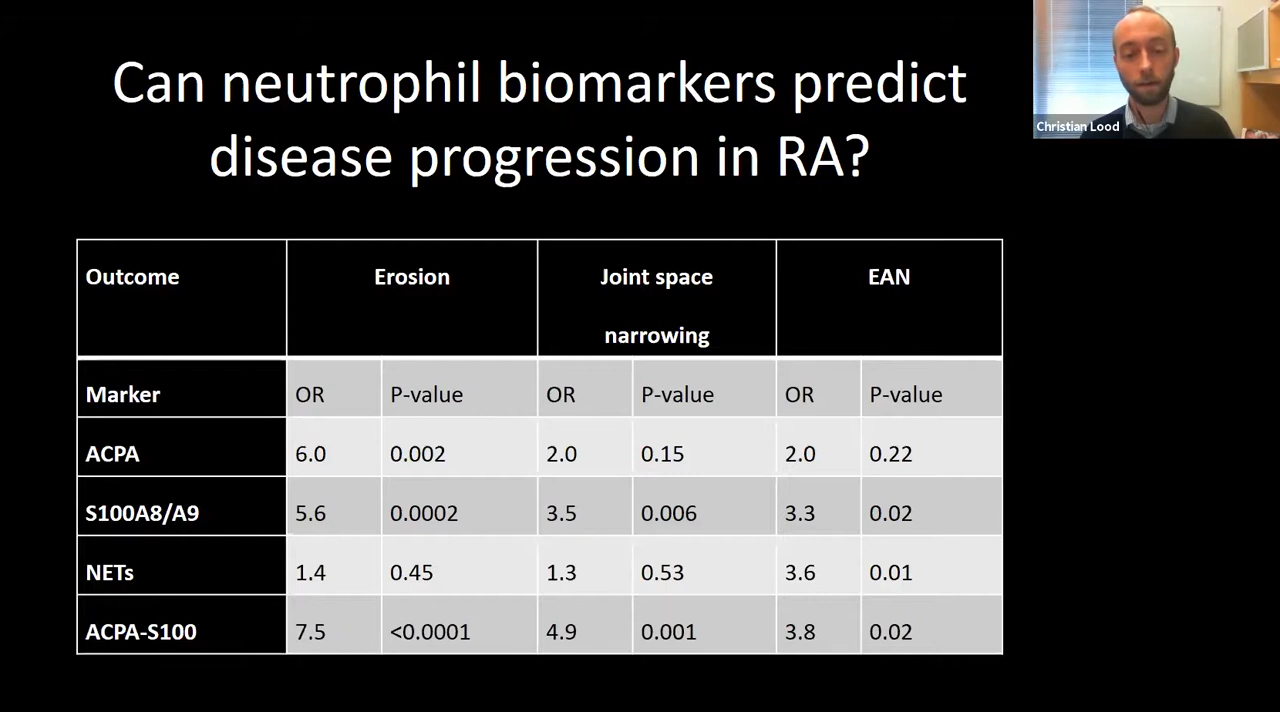 Can neutrophil biomarkers predict
disease progression in RA?
Christian Lood
Outcome Erosion Joint space narrowing EAN
Marker OR P-value OR P-value OR P-value
ACPA 6.0 0.002 2.0 0.15 2.0 0.22
S100A8/A9 5.6 0.0002 3.5 0.006 3.3 0.02
NETs 1.4 0.45 1.3 0.53 3.6 0.01
ACPA-S100 7.5 <0.0001 4.9 0.001 3.8 0.02